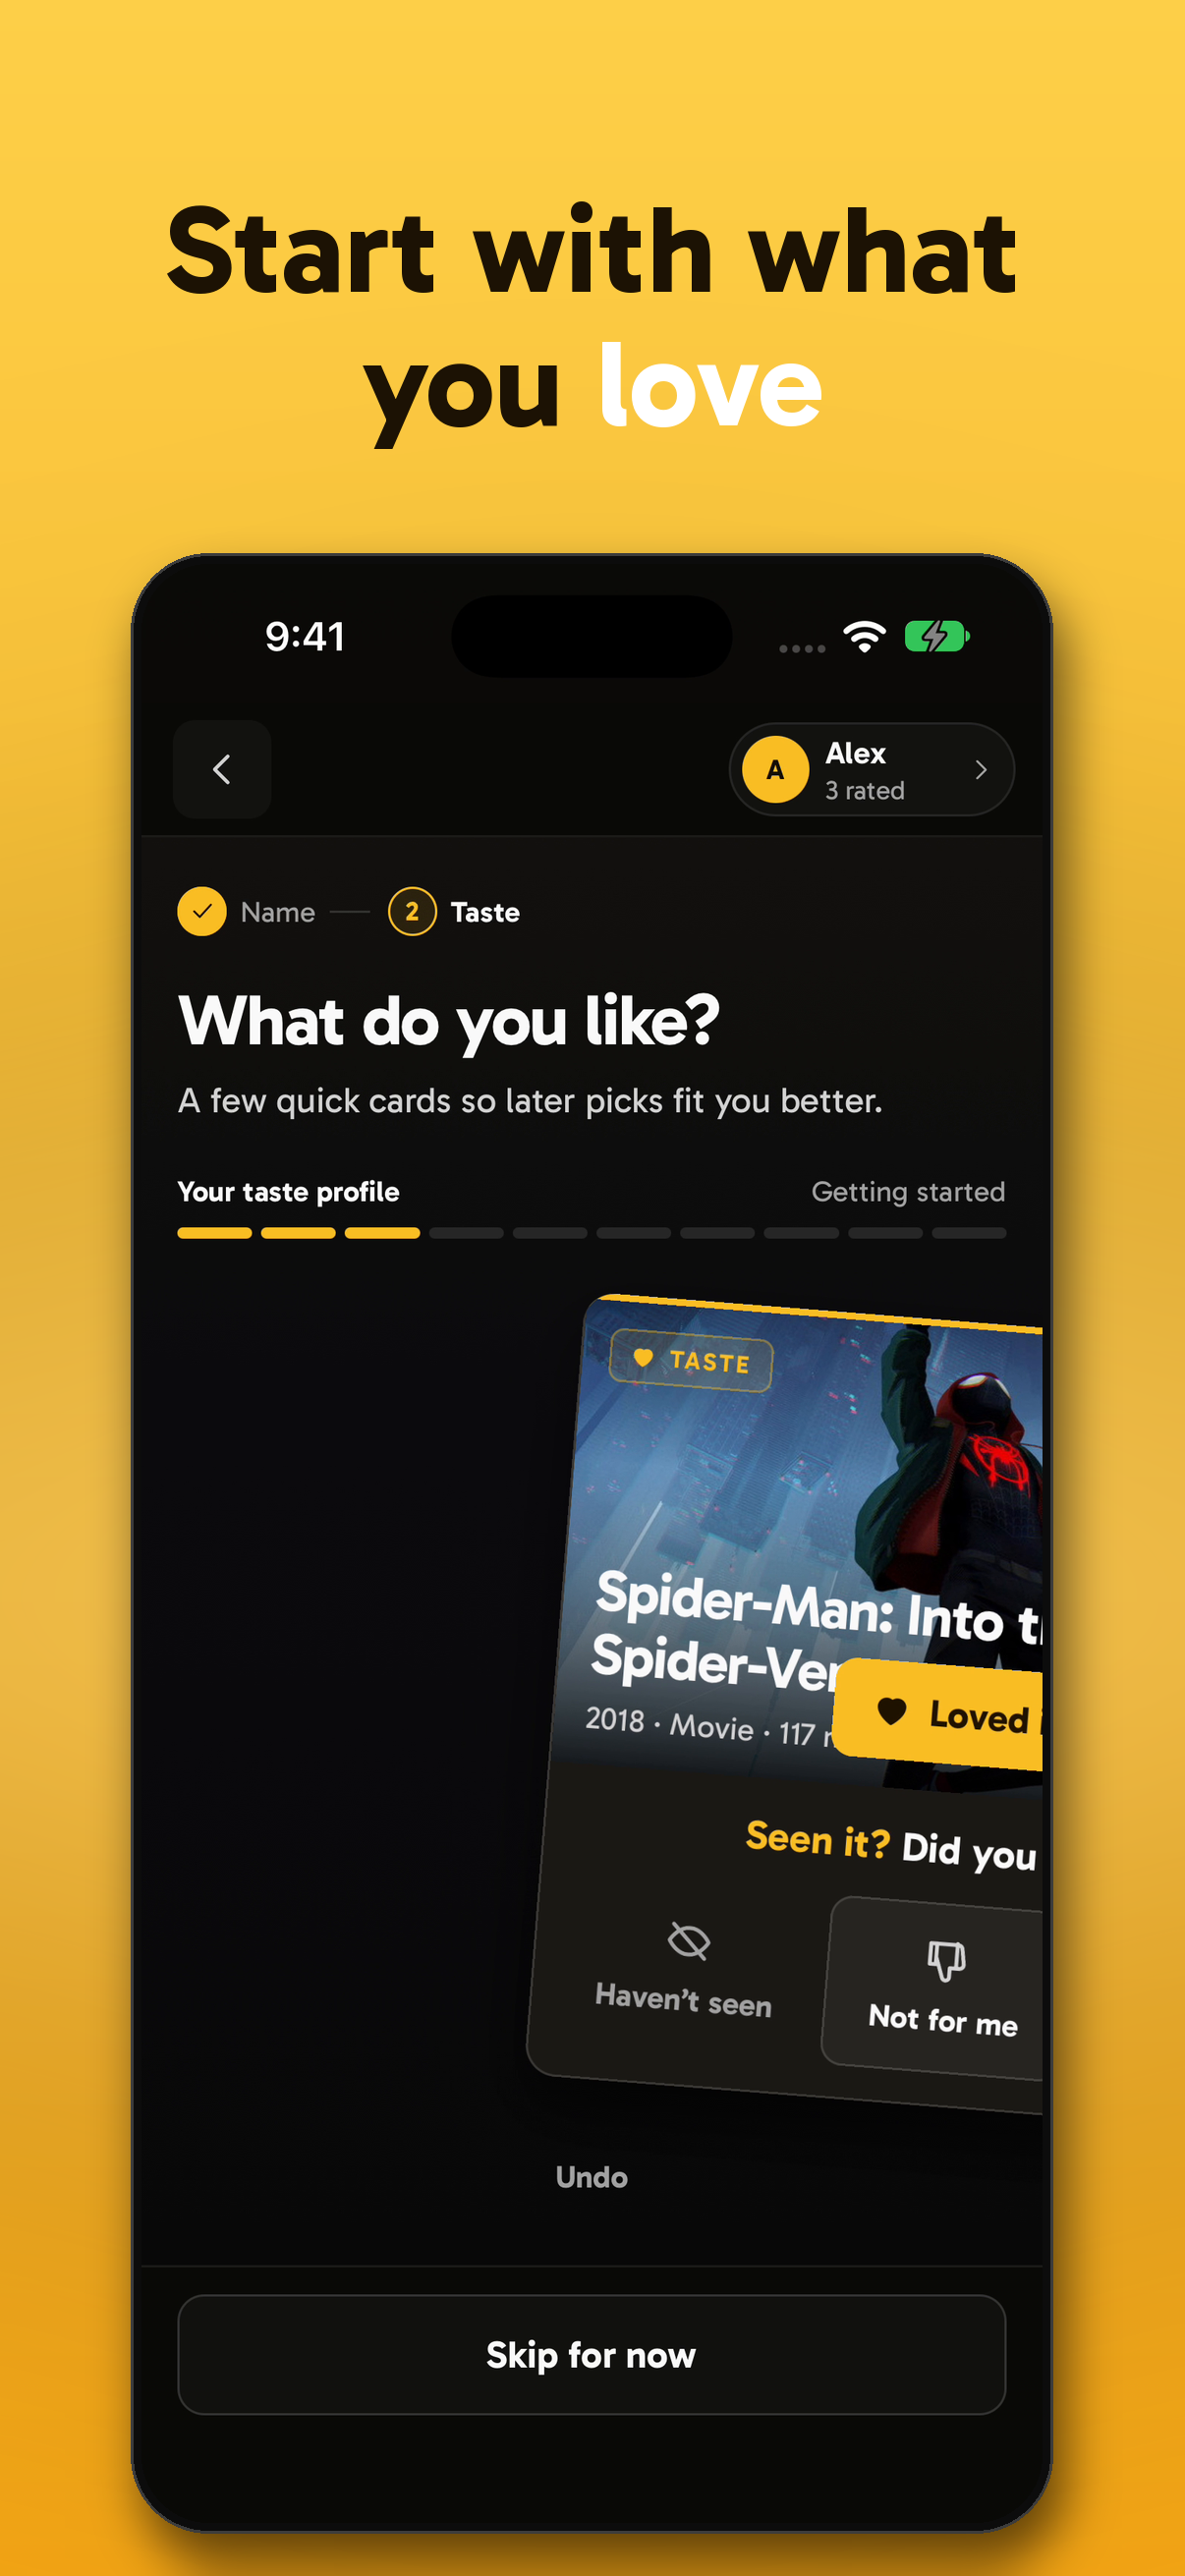 Start with what
you love
9:41
A
Alex
3 rated
Name
2
Taste
What do you like?
A few quick cards so later picks fit you better.
Your taste profile
Getting started
TASTE
Spider-Man: Into
Spider-Ver
2018 · Movie · 117
Loved
Seen it? Did you
Haven't seen
Not for me
Undo
Skip for now